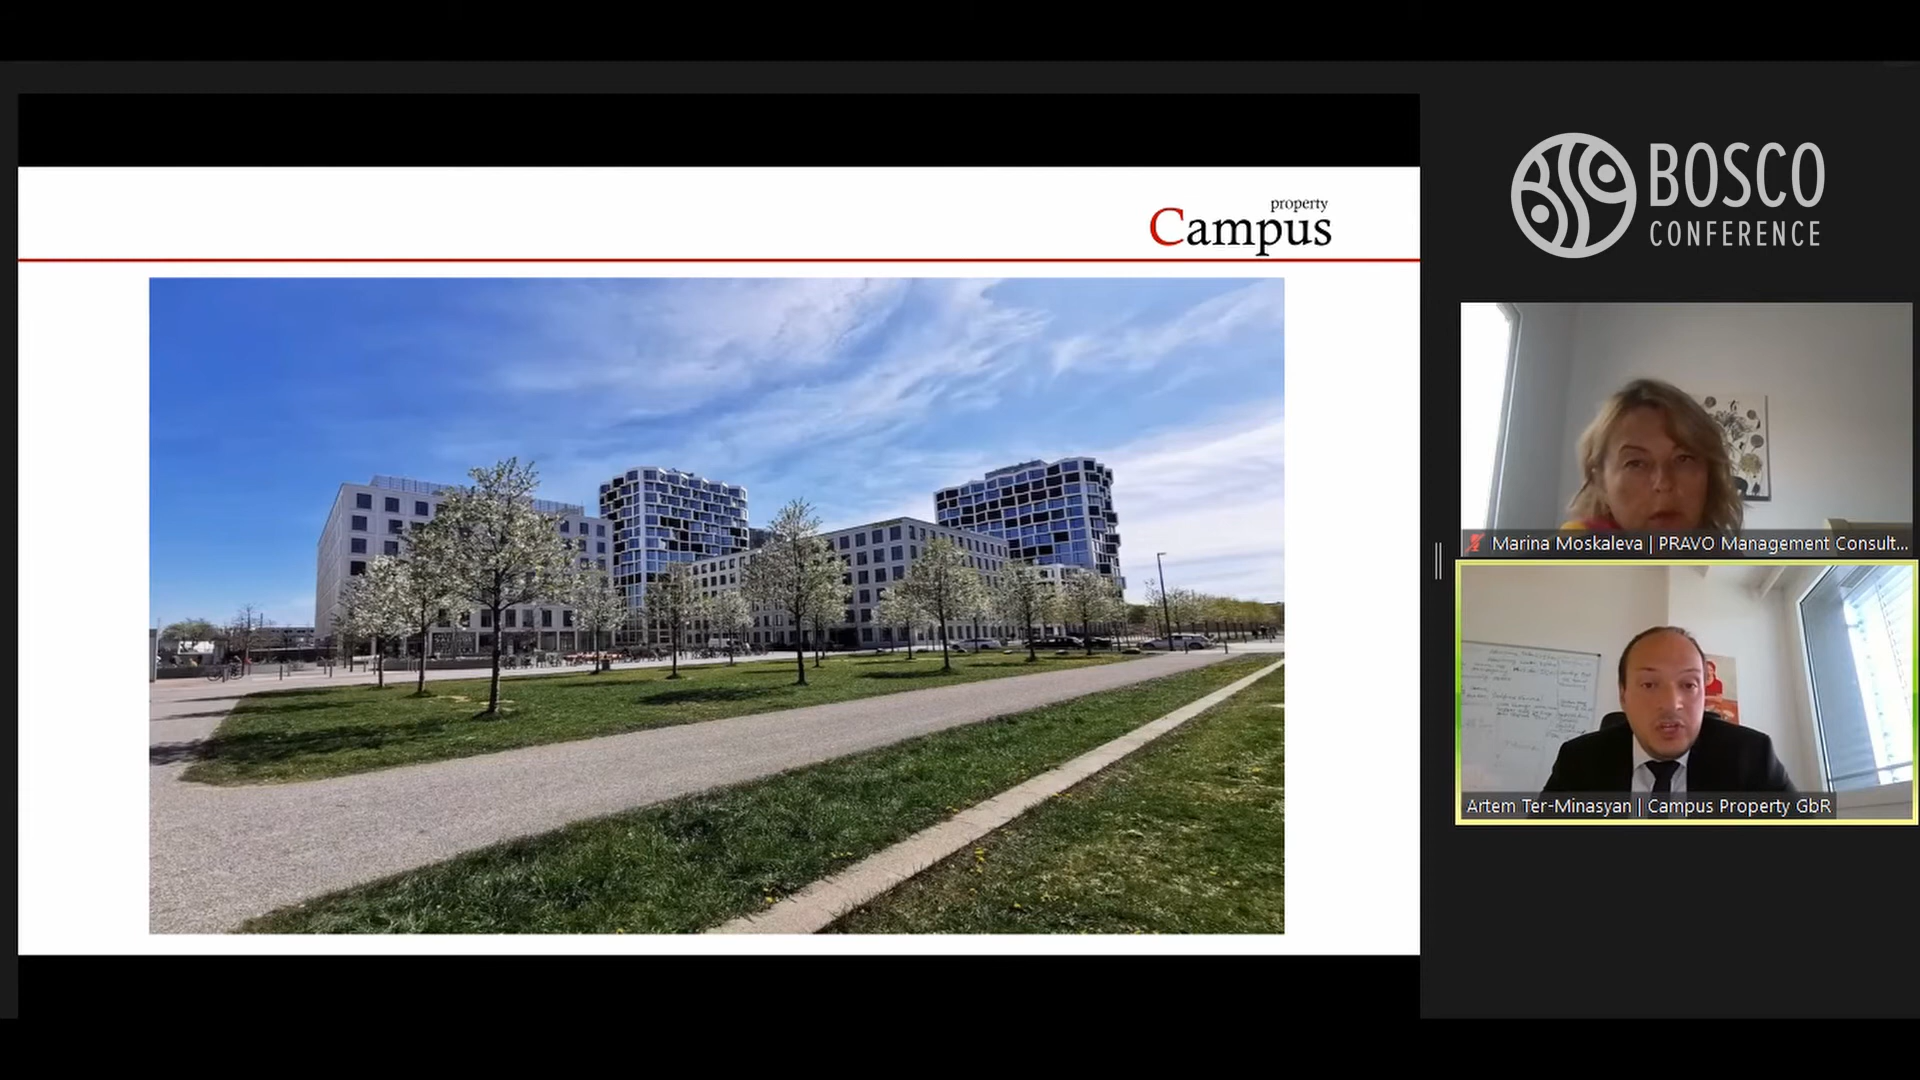 property
Campus
BOSCO
CONFERENCE
Marina Moskaleva | PRAVO Management Consult...
Artem Ter-Minasyan | Campus Property GbR